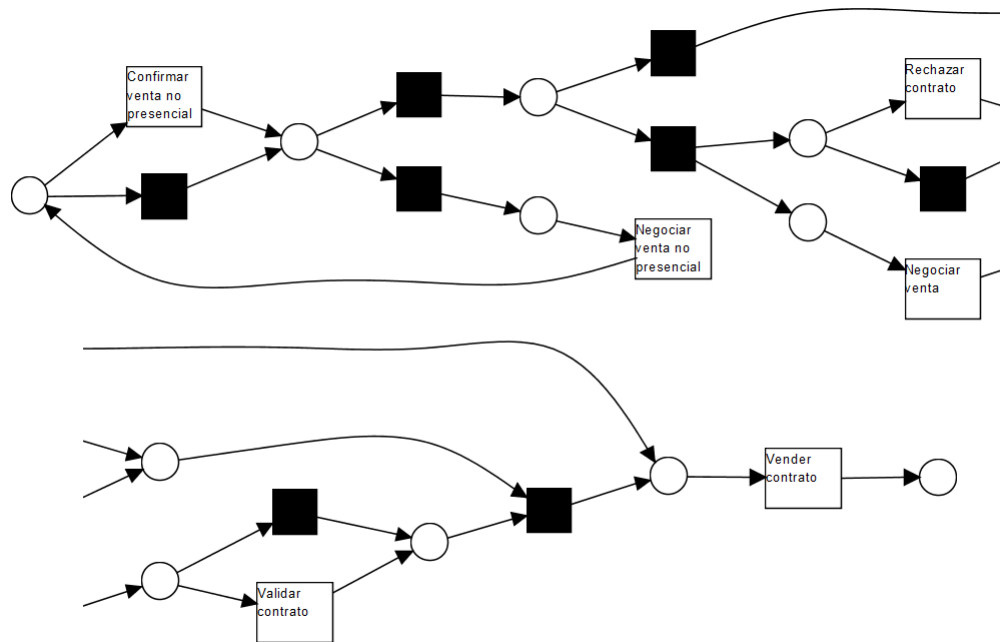 Confirmar
venta no
presencial
Rechazar
contrato
Negociar
venta no
presencial
Negociar
venta
Vender
contrato
Validar
contrato